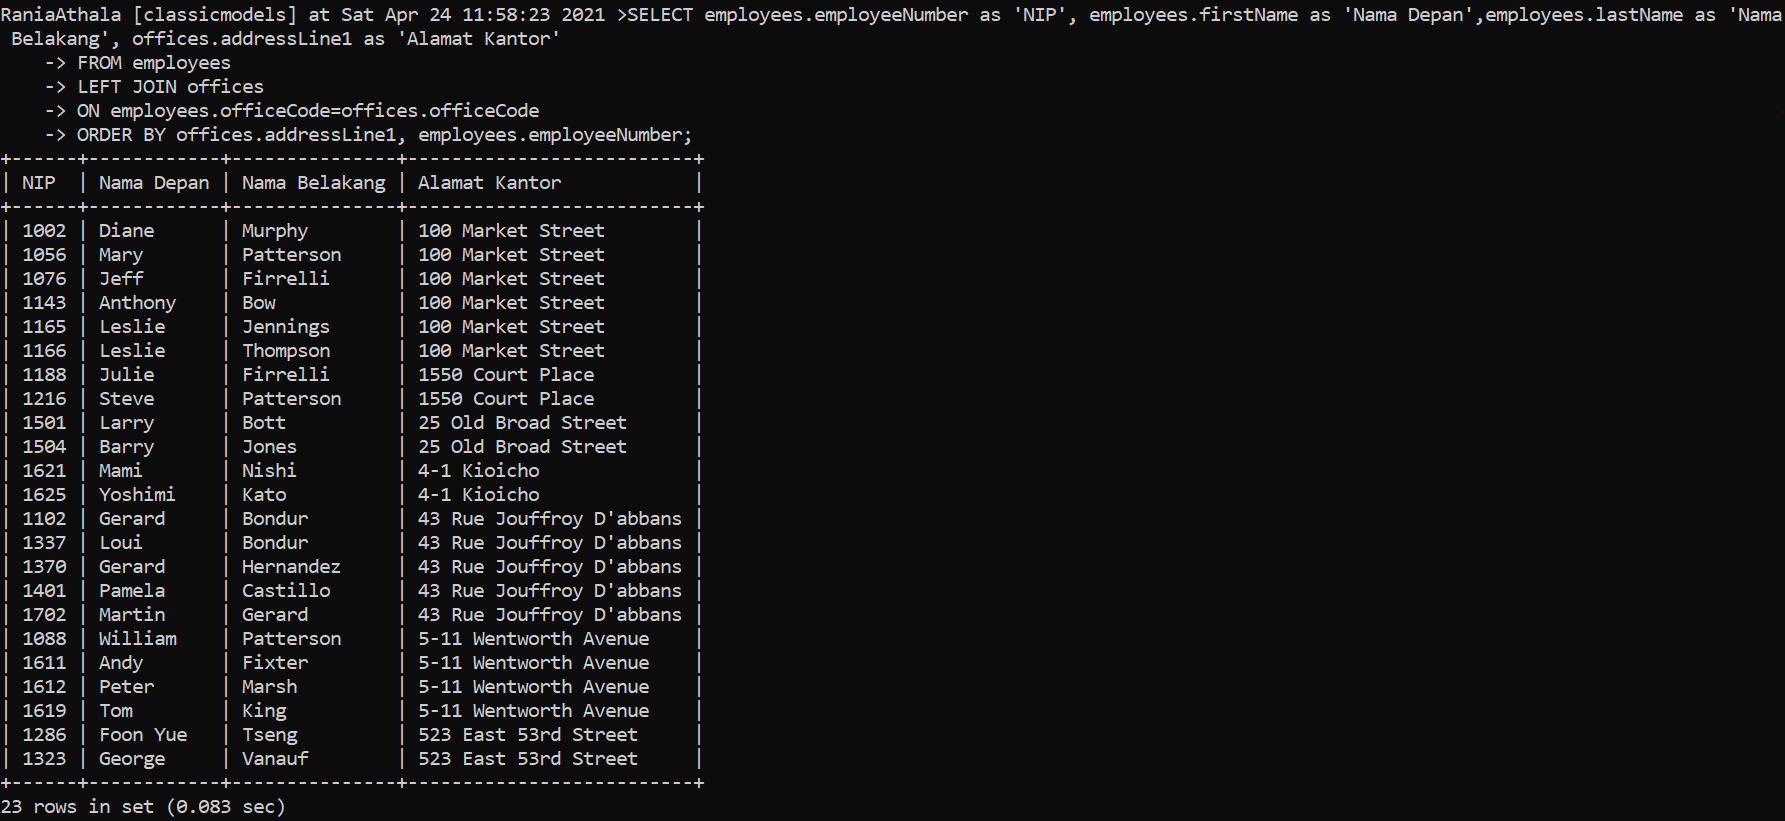 RaniaAthala [classicmodels] at Sat Apr 24 11:58:23 2021 >SELECT employees.employeeNumber as 'NIP', employees.firstName as 'Nama Depan',employees.lastName as 'Nama
 Belakang', offices.addressLine1 as 'Alamat Kantor'
    -> FROM employees
    -> LEFT JOIN offices
    -> ON employees.officeCode=offices.officeCode
    -> ORDER BY offices.addressLine1, employees.employeeNumber;
+------+------------+---------------+--------------------------+
| NIP  | Nama Depan | Nama Belakang | Alamat Kantor            |
+------+------------+---------------+--------------------------+
| 1002 | Diane      | Murphy        | 100 Market Street        |
| 1056 | Mary       | Patterson     | 100 Market Street        |
| 1076 | Jeff       | Firrelli      | 100 Market Street        |
| 1143 | Anthony    | Bow           | 100 Market Street        |
| 1165 | Leslie     | Jennings      | 100 Market Street        |
| 1166 | Leslie     | Thompson      | 100 Market Street        |
| 1188 | Julie      | Firrelli      | 1550 Court Place         |
| 1216 | Steve      | Patterson     | 1550 Court Place         |
| 1501 | Larry      | Bott          | 25 Old Broad Street      |
| 1504 | Barry      | Jones         | 25 Old Broad Street      |
| 1621 | Mami       | Nishi         | 4-1 Kioicho              |
| 1625 | Yoshimi    | Kato          | 4-1 Kioicho              |
| 1102 | Gerard     | Bondur        | 43 Rue Jouffroy D'abbans |
| 1337 | Loui       | Bondur        | 43 Rue Jouffroy D'abbans |
| 1370 | Gerard     | Hernandez     | 43 Rue Jouffroy D'abbans |
| 1401 | Pamela     | Castillo      | 43 Rue Jouffroy D'abbans |
| 1702 | Martin     | Gerard        | 43 Rue Jouffroy D'abbans |
| 1088 | William    | Patterson     | 5-11 Wentworth Avenue    |
| 1611 | Andy       | Fixter        | 5-11 Wentworth Avenue    |
| 1612 | Peter      | Marsh         | 5-11 Wentworth Avenue    |
| 1619 | Tom        | King          | 5-11 Wentworth Avenue    |
| 1286 | Foon Yue   | Tseng         | 523 East 53rd Street     |
| 1323 | George     | Vanauf        | 523 East 53rd Street     |
+------+------------+---------------+--------------------------+
23 rows in set (0.083 sec)